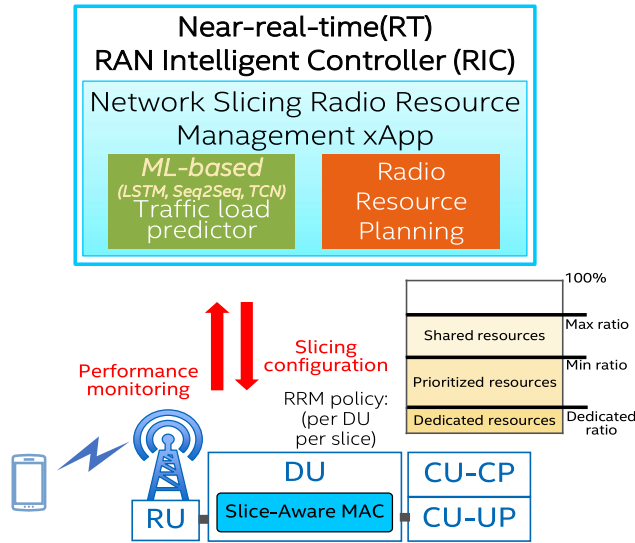 Near-real-time(RT)
RAN Intelligent Controller (RIC)
Network Slicing Radio Resource
Management xApp
ML-based
(LSTM, Seq2Seq, TCN)
Traffic load
predictor
Radio
Resource
Planning
100%
Max ratio
Shared resources
Min ratio
Prioritized resources
Dedicated resources
Dedicated
ratio
Performance
monitoring
Slicing
configuration
RRM policy:
(per DU
per slice)
RU
DU
Slice-Aware MAC
CU-CP
CU-UP